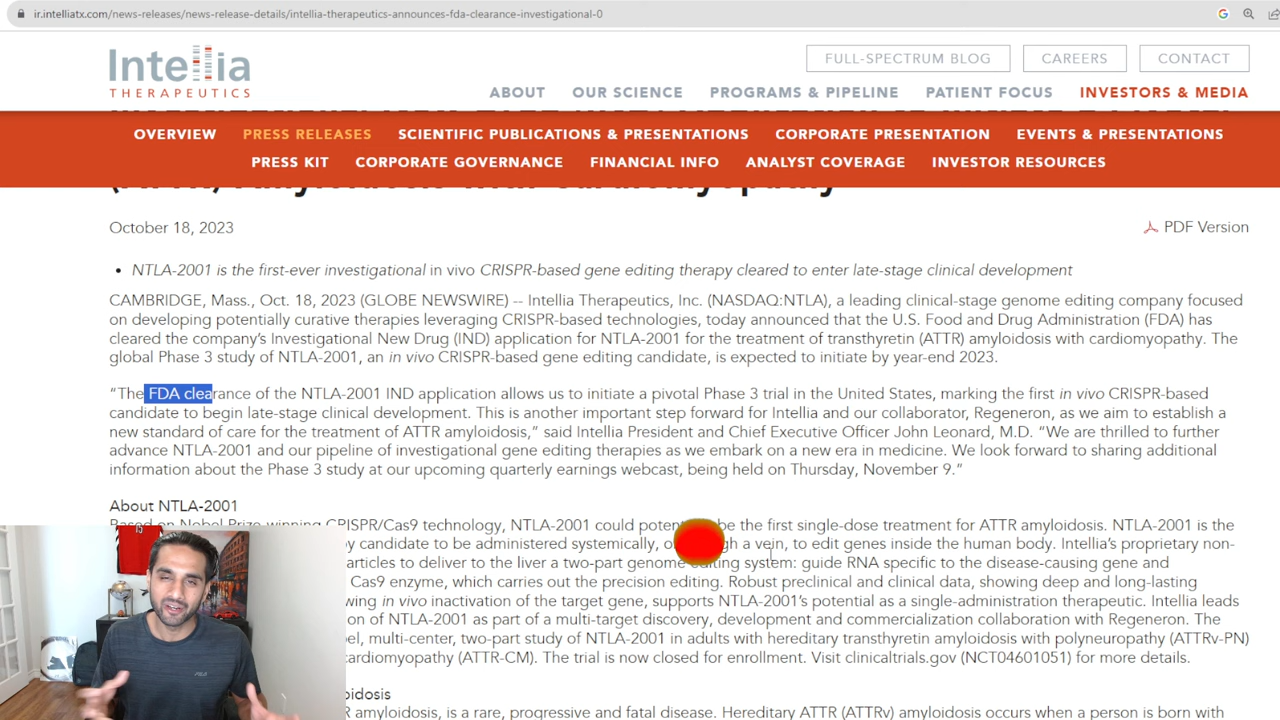 ir.intelliatx.com/news-releases/news-release-details/intellia-therapeutics-announces-fda-clearance-investigational-0
Intellia
THERAPEUTICS
FULL-SPECTRUM BLOG
CAREERS
CONTACT
ABOUT
OUR SCIENCE
PROGRAMS & PIPELINE
PATIENT FOCUS
INVESTORS & MEDIA
OVERVIEW
PRESS RELEASES
SCIENTIFIC PUBLICATIONS & PRESENTATIONS
CORPORATE PRESENTATION
EVENTS & PRESENTATIONS
PRESS KIT
CORPORATE GOVERNANCE
FINANCIAL INFO
ANALYST COVERAGE
INVESTOR RESOURCES
(ATTR) Amyloidosis with Cardiomyopathy
October 18, 2023
PDF Version
• NTLA-2001 is the first-ever investigational in vivo CRISPR-based gene editing therapy cleared to enter late-stage clinical development
CAMBRIDGE, Mass., Oct. 18, 2023 (GLOBE NEWSWIRE) -- Intellia Therapeutics, Inc. (NASDAQ:NTLA), a leading clinical-stage genome editing company focused
on developing potentially curative therapies leveraging CRISPR-based technologies, today announced that the U.S. Food and Drug Administration (FDA) has
cleared the company's Investigational New Drug (IND) application for NTLA-2001 for the treatment of transthyretin (ATTR) amyloidosis with cardiomyopathy. The
global Phase 3 study of NTLA-2001, an in vivo CRISPR-based gene editing candidate, is expected to initiate by year-end 2023.
“The FDA clearance of the NTLA-2001 IND application allows us to initiate a pivotal Phase 3 trial in the United States, marking the first in vivo CRISPR-based
candidate to begin late-stage clinical development. This is another important step forward for Intellia and our collaborator, Regeneron, as we aim to establish a
new standard of care for the treatment of ATTR amyloidosis,” said Intellia President and Chief Executive Officer John Leonard, M.D. “We are thrilled to further
advance NTLA-2001 and our pipeline of investigational gene editing therapies as we embark on a new era in medicine. We look forward to sharing additional
information about the Phase 3 study at our upcoming quarterly earnings webcast, being held on Thursday, November 9.”
About NTLA-2001
Based on Nobel Prize-winning CRISPR/Cas9 technology, NTLA-2001 could be the first single-dose treatment for ATTR amyloidosis. NTLA-2001 is the
candidate to be administered systemically, a vein, to edit genes inside the human body. Intellia's proprietary non-
to deliver to the liver a two-part genome editing system: guide RNA specific to the disease-causing gene and
Cas9 enzyme, which carries out the precision editing. Robust preclinical and clinical data, showing deep and long-lasting
in vivo inactivation of the target gene, supports NTLA-2001's potential as a single-administration therapeutic. Intellia leads
of NTLA-2001 as part of a multi-target discovery, development and commercialization collaboration with Regeneron. The
multi-center, two-part study of NTLA-2001 in adults with hereditary transthyretin amyloidosis with polyneuropathy (ATTRv-PN)
cardiomyopathy (ATTR-CM). The trial is now closed for enrollment. Visit clinicaltrials.gov (NCT04601051) for more details.
amyloidosis, is a rare, progressive and fatal disease. Hereditary ATTR (ATTRv) amyloidosis occurs when a person is born with